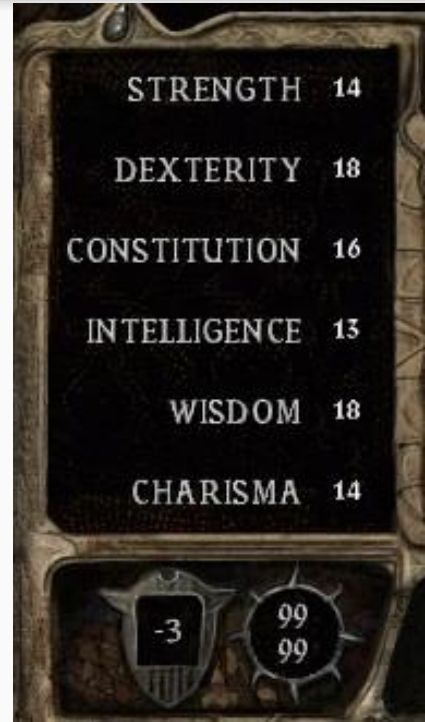 STRENGTH 14
DEXTERITY 18
CONSTITUTION 16
INTELLIGENCE 13
WISDOM 18
CHARISMA 14
-3
99
99